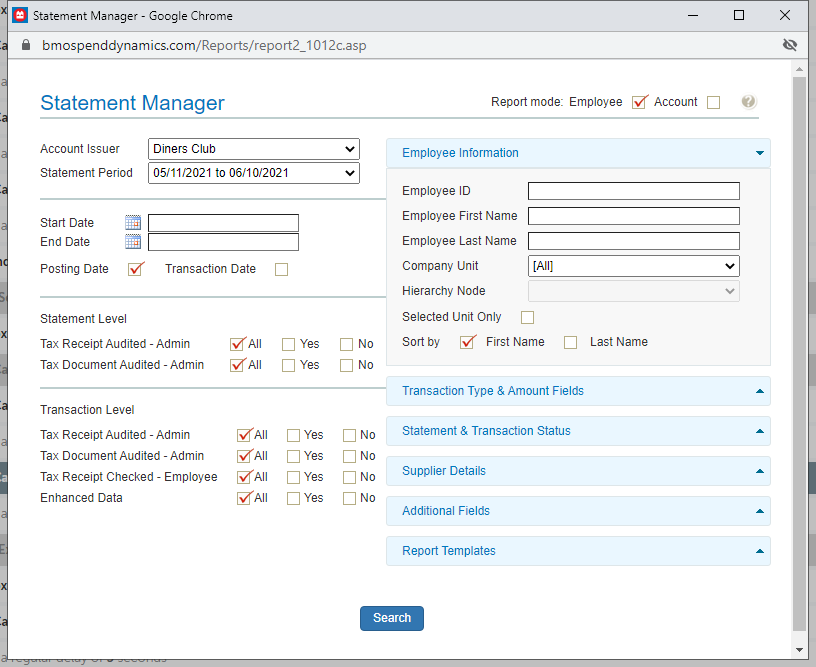 Statement Manager - Google Chrome
bmospenddynamics.com/Reports/report2_1012c.asp
Statement Manager
Report mode: Employee Account ?
Account Issuer Diners Club
Statement Period 05/11/2021 to 06/10/2021
Start Date
End Date
Posting Date Transaction Date
Statement Level
Tax Receipt Audited - Admin All Yes No
Tax Document Audited - Admin All Yes No
Transaction Level
Tax Receipt Audited - Admin All Yes No
Tax Document Audited - Admin All Yes No
Tax Receipt Checked - Employee All Yes No
Enhanced Data All Yes No
Employee Information
Employee ID
Employee First Name
Employee Last Name
Company Unit [All]
Hierarchy Node
Selected Unit Only
Sort by First Name Last Name
Transaction Type & Amount Fields
Statement & Transaction Status
Supplier Details
Additional Fields
Report Templates
Search